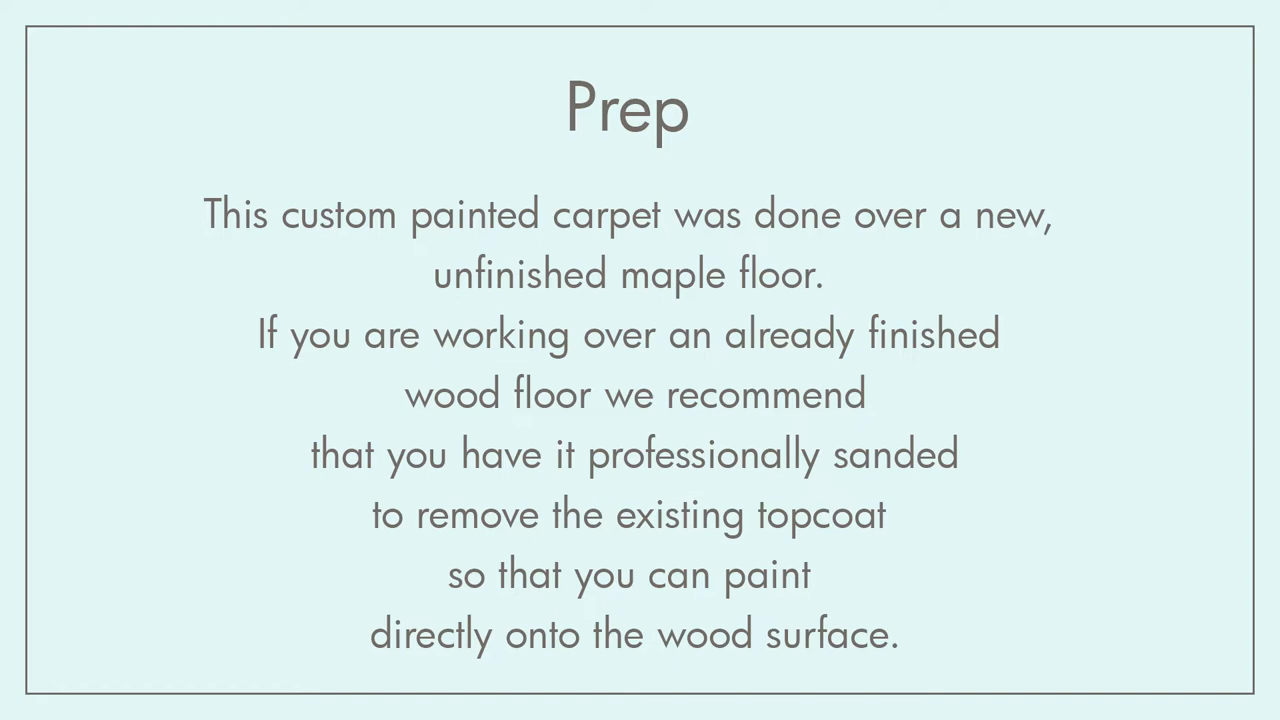 Prep
This custom painted carpet was done over a new,
unfinished maple floor.
If you are working over an already finished
wood floor we recommend
that you have it professionally sanded
to remove the existing topcoat
so that you can paint
directly onto the wood surface.